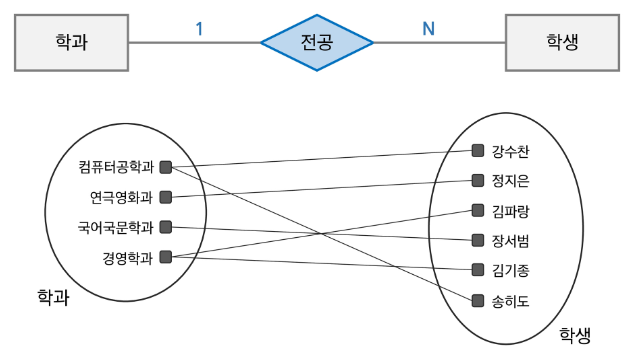 학과
1
전공
N
학생
컴퓨터공학과
연극영화과
국어국문학과
경영학과
학과
강수찬
정지은
김파랑
장서범
김기종
송히도
학생